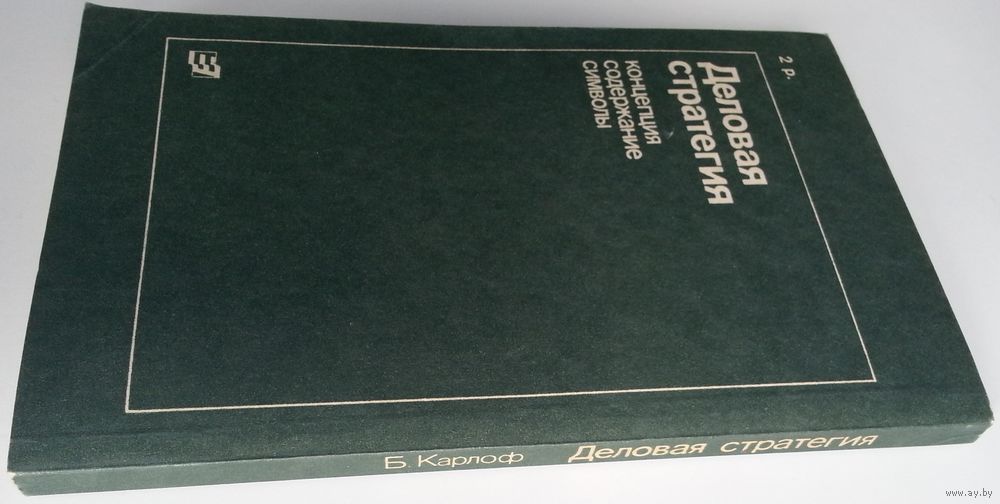 2 р.
Деловая
стратегия
концепция
содержание
символы
Б. Карлоф Деловая стратегия
www.ay.by